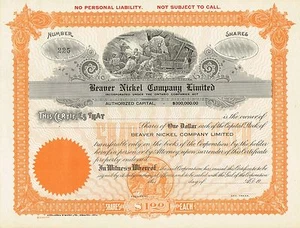 NO PERSONAL LIABILITY. NOT SUBJECT TO CALL.
NUMBER
SHARES
225
Beaver Nickel Company Limited
INCORPORATED UNDER THE ONTARIO COMPANIES ACT
AUTHORIZED CAPITAL,
THIS CERTIFIES THAT
is the owner of
Shares of One Dollar each of the Capital Stock of
BEAVER NICKEL COMPANY LIMITED
transferable only on the books of the Corporation by the holder
hereof in person or by Attorney upon surrender of this Certificate
properly endorsed.
In Witness Whereof
SHARES
$1.00
EACH